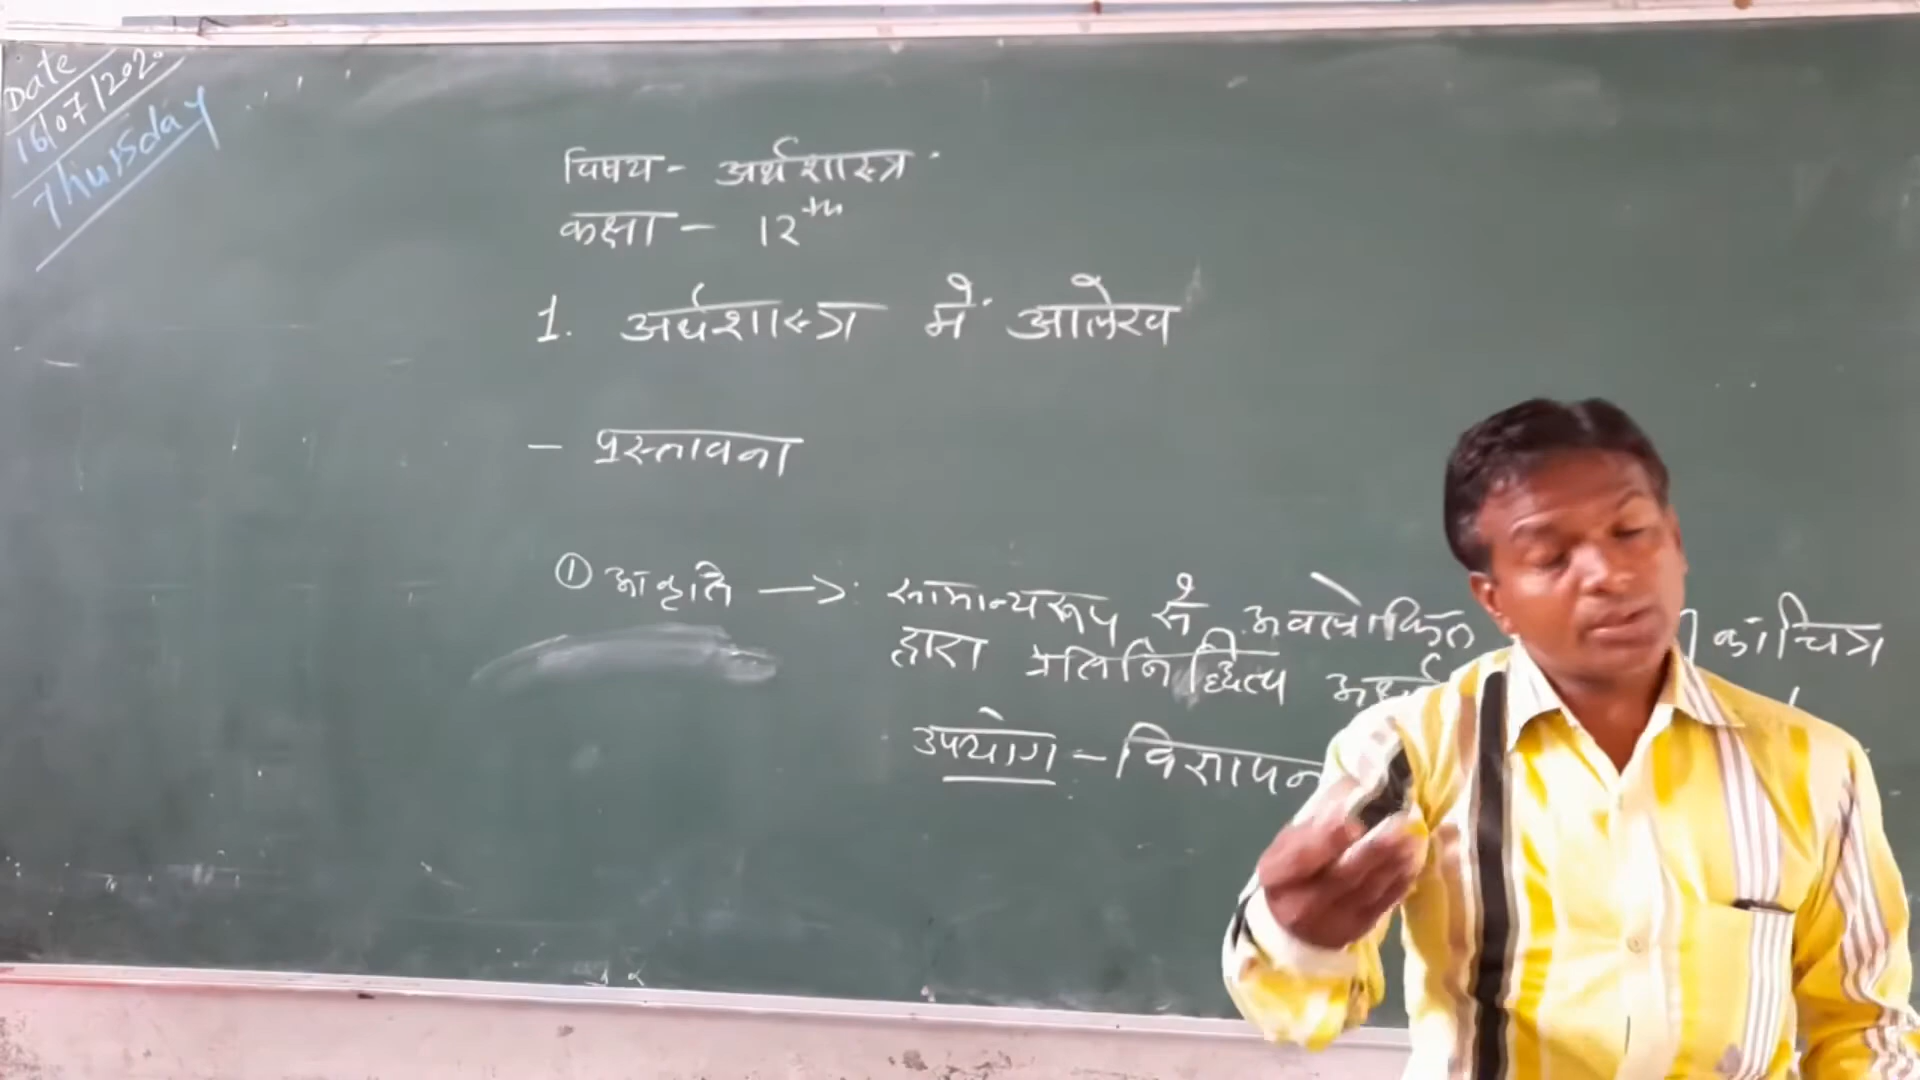 Date
16/07/2020
Thursday
विषय - अर्थशास्त्र
कक्षा - 12th
1. अर्थशास्त्र में आलेख
- प्रस्तावना
① आकृति →: सामान्य रूप से अवलोकित को चित्र
द्वारा प्रतिनिधित्व
उपयोग - विज्ञापन